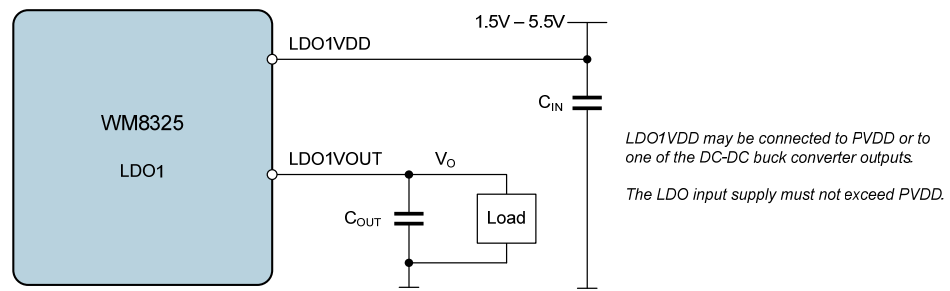 1.5V – 5.5V
LDO1VDD
C_IN
WM8325
LDO1
LDO1VOUT
V_O
C_OUT
Load
LDO1VDD may be connected to PVDD or to
one of the DC-DC buck converter outputs.
The LDO input supply must not exceed PVDD.